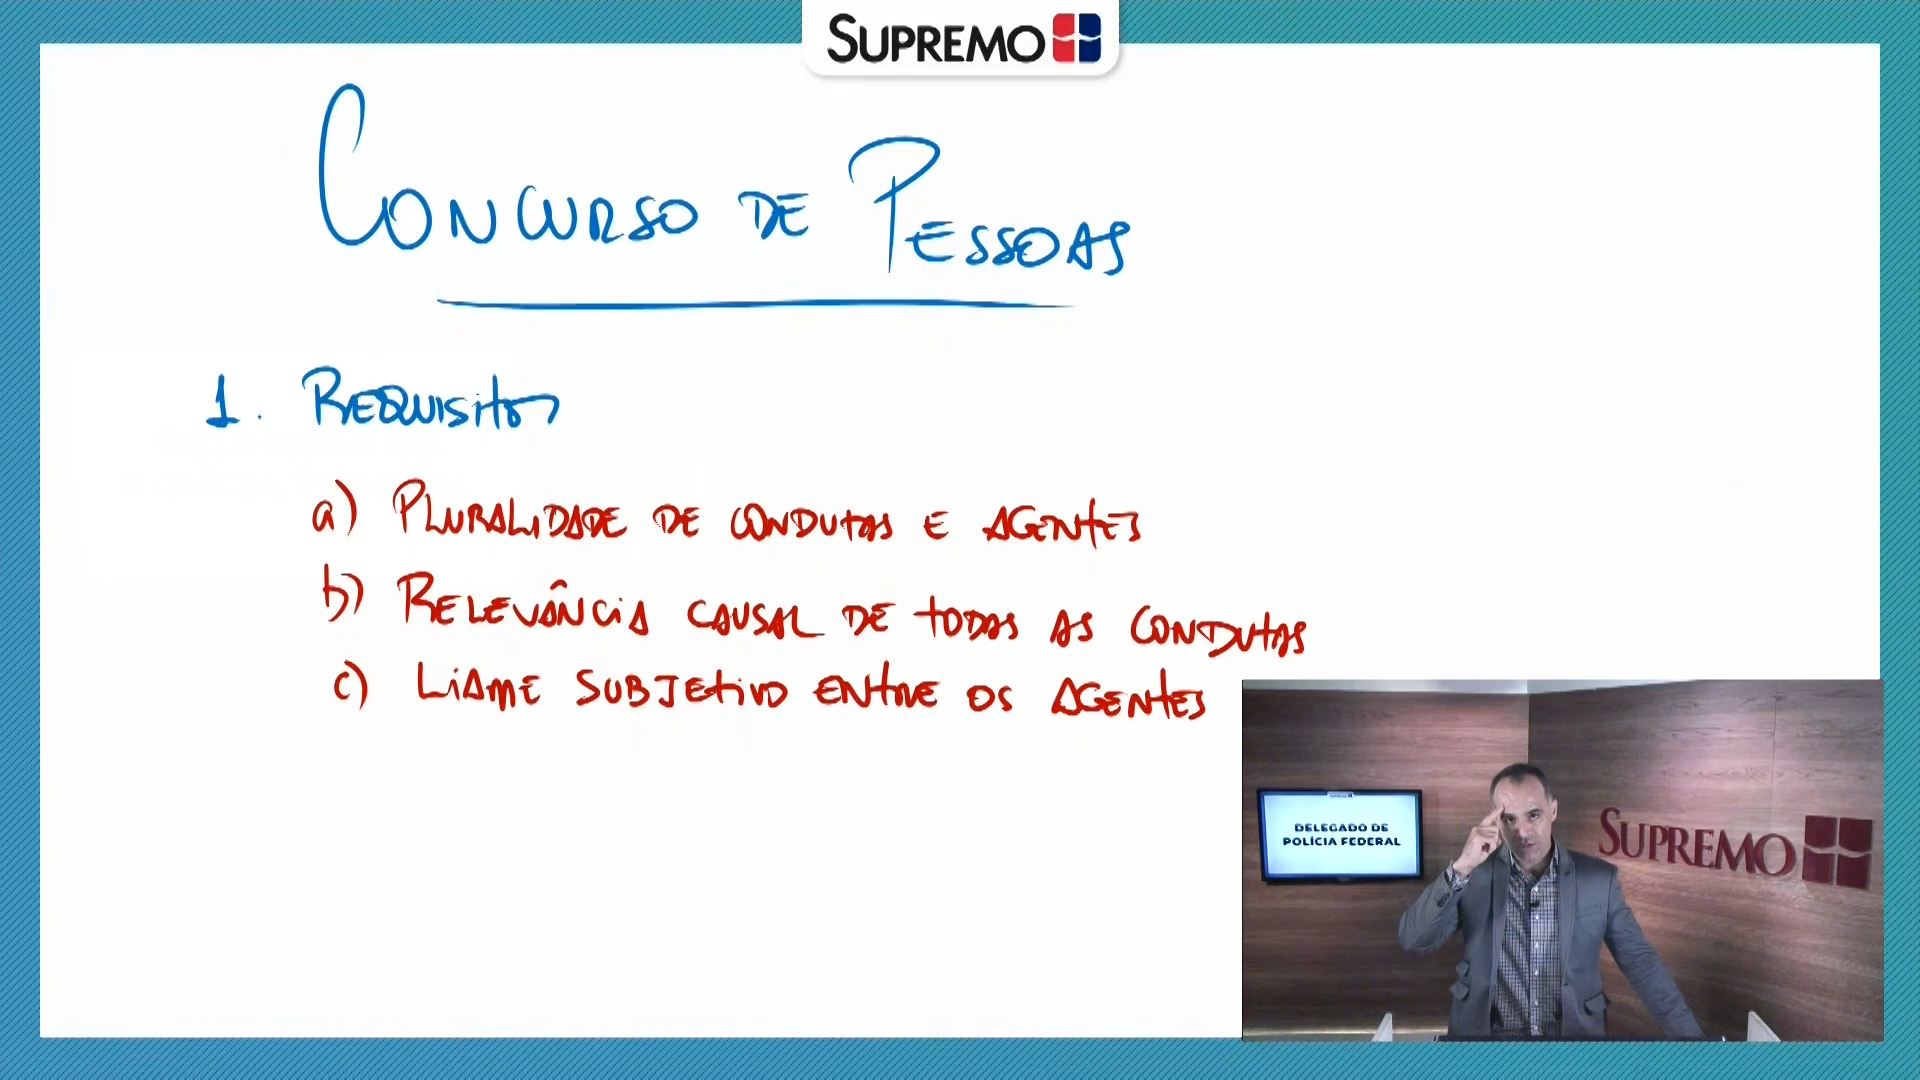 SUPREMO
CONCURSO DE PESSOAS
1. REQUISITOS
a) PLURALIDADE DE CONDUTAS E AGENTES
b) RELEVÂNCIA CAUSAL DE TODAS AS CONDUTAS
c) LIAME SUBJETIVO ENTRE OS AGENTES
DELEGADO DE
POLÍCIA FEDERAL
SUPREMO